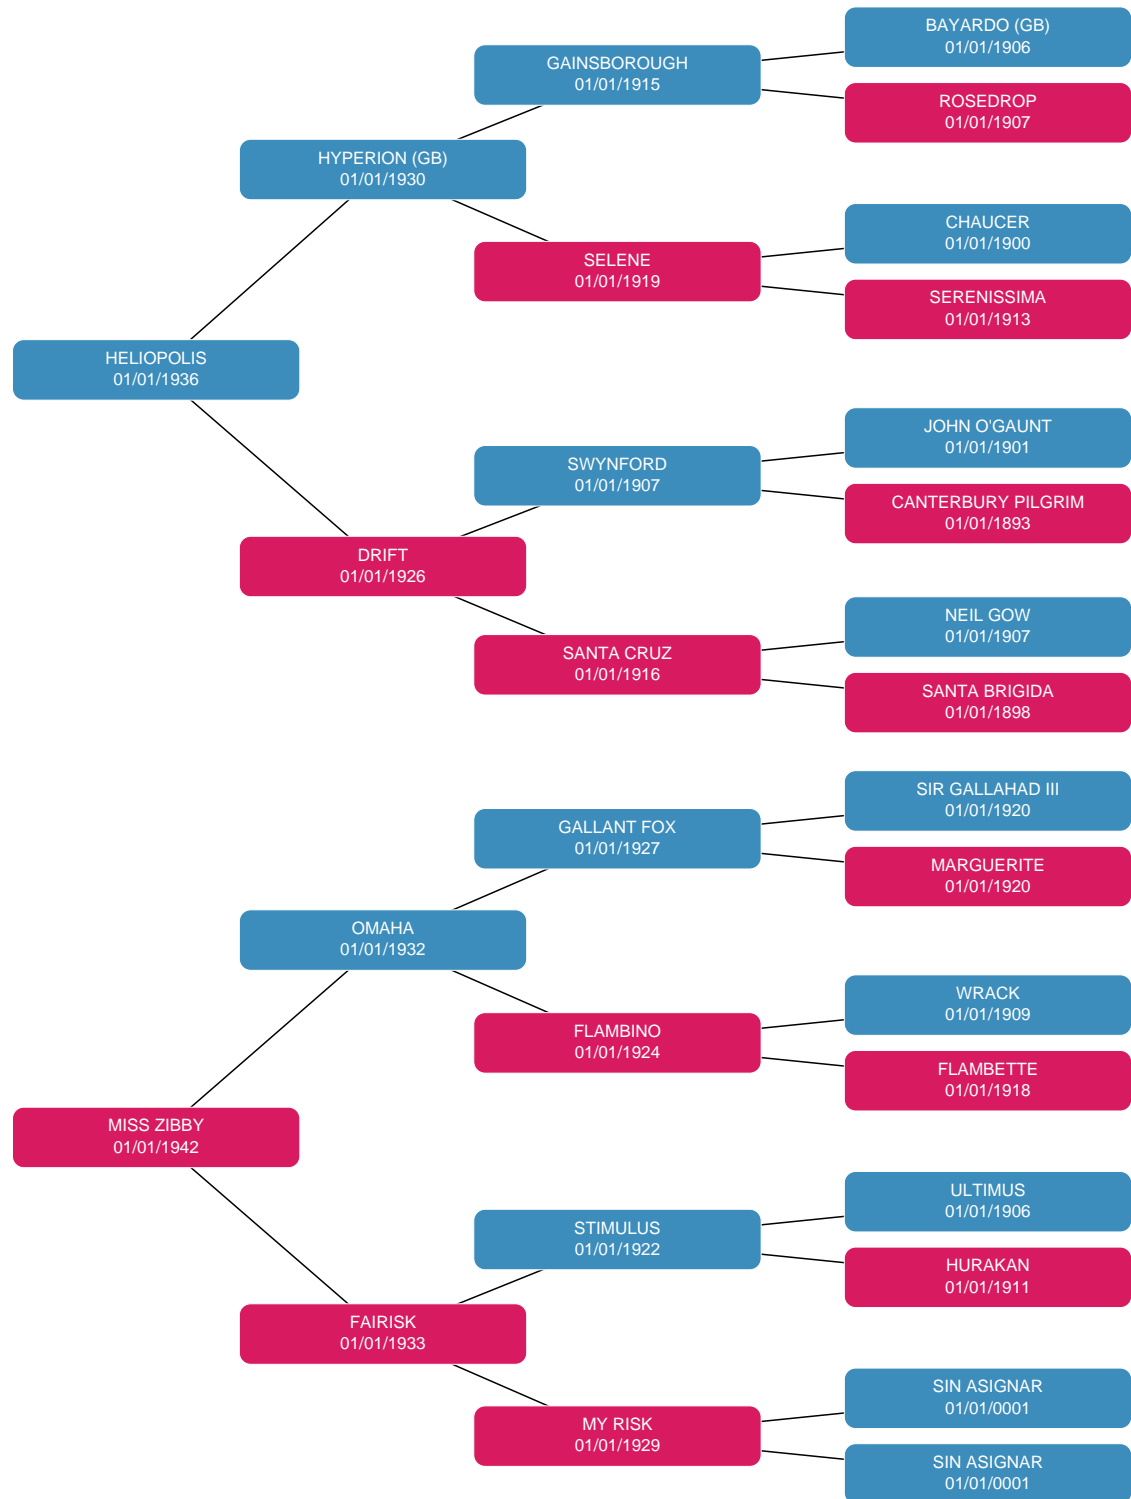 BAYARDO (GB)
01/01/1906
GAINSBOROUGH
01/01/1915
ROSEDROP
01/01/1907
HYPERION (GB)
01/01/1930
CHAUCER
01/01/1900
SELENE
01/01/1919
SERENISSIMA
01/01/1913
HELIOPOLIS
01/01/1936
JOHN O'GAUNT
01/01/1901
SWYNFORD
01/01/1907
CANTERBURY PILGRIM
01/01/1893
DRIFT
01/01/1926
NEIL GOW
01/01/1907
SANTA CRUZ
01/01/1916
SANTA BRIGIDA
01/01/1898
SIR GALLAHAD III
01/01/1920
GALLANT FOX
01/01/1927
MARGUERITE
01/01/1920
OMAHA
01/01/1932
WRACK
01/01/1909
FLAMBINO
01/01/1924
FLAMBETTE
01/01/1918
MISS ZIBBY
01/01/1942
ULTIMUS
01/01/1906
STIMULUS
01/01/1922
HURAKAN
01/01/1911
FAIRISK
01/01/1933
SIN ASIGNAR
01/01/0001
MY RISK
01/01/1929
SIN ASIGNAR
01/01/0001